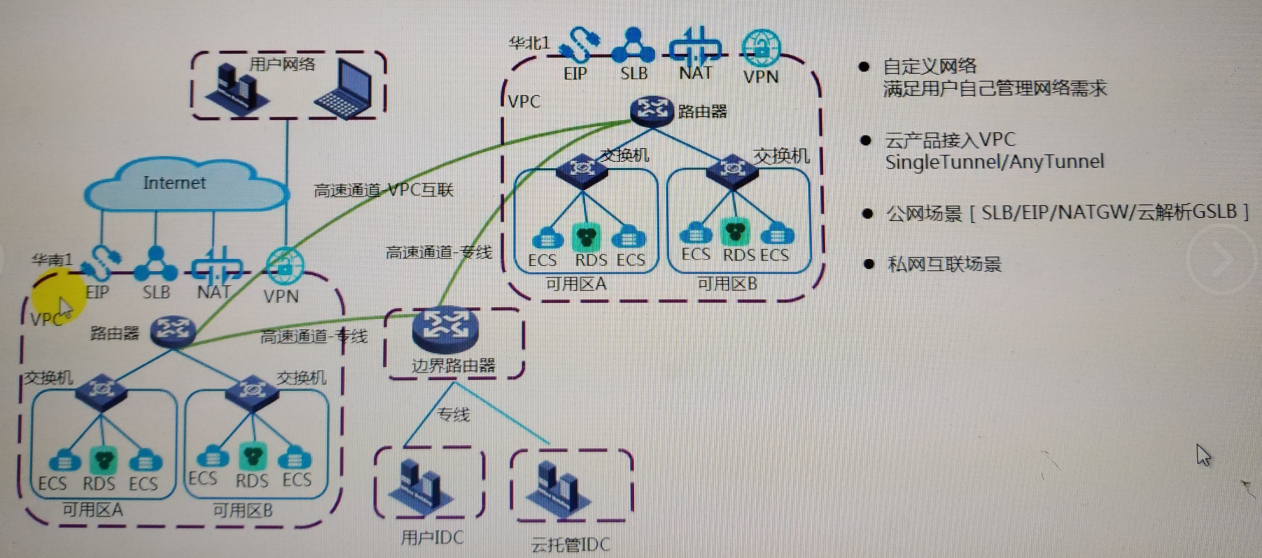 用户网络
Internet
华南1
EIP
SLB
NAT
VPN
VPC
路由器
交换机
交换机
ECS
RDS
ECS
ECS
RDS
ECS
可用区A
可用区B
高速通道-VPC互联
高速通道-专线
高速通道-专线
边界路由器
专线
用户IDC
云托管IDC
华北1
EIP
SLB
NAT
VPN
VPC
路由器
交换机
交换机
ECS
RDS
ECS
ECS
RDS
ECS
可用区A
可用区B
● 自定义网络
满足用户自己管理网络需求
● 云产品接入VPC
SingleTunnel/AnyTunnel
● 公网场景 [ SLB/EIP/NATGW/云解析GSLB ]
● 私网互联场景